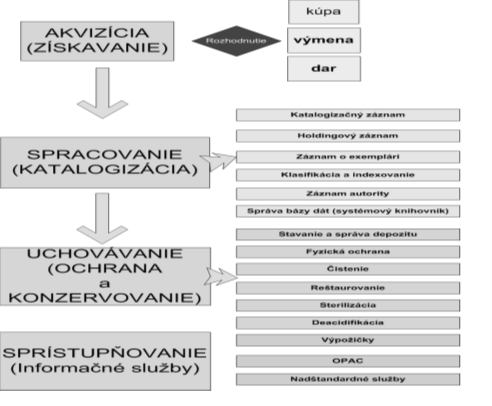 AKVIZÍCIA
(ZÍSKAVANIE)
Rozhodnutie
kúpa
výmena
dar
SPRACOVANIE
(KATALOGIZÁCIA)
Katalogizačný záznam
Holdingový záznam
Záznam o exemplári
Klasifikácia a indexovanie
Záznam autority
Správa bázy dát (systémový knihovník)
UCHOVÁVANIE
(OCHRANA
a
KONZERVOVANIE)
Stavanie a správa depozitu
Fyzická ochrana
Čistenie
Reštaurovanie
Sterilizácia
Deacidifikácia
SPRÍSTUPŇOVANIE
(Informačné služby)
Výpožičky
OPAC
Nadštandardné služby